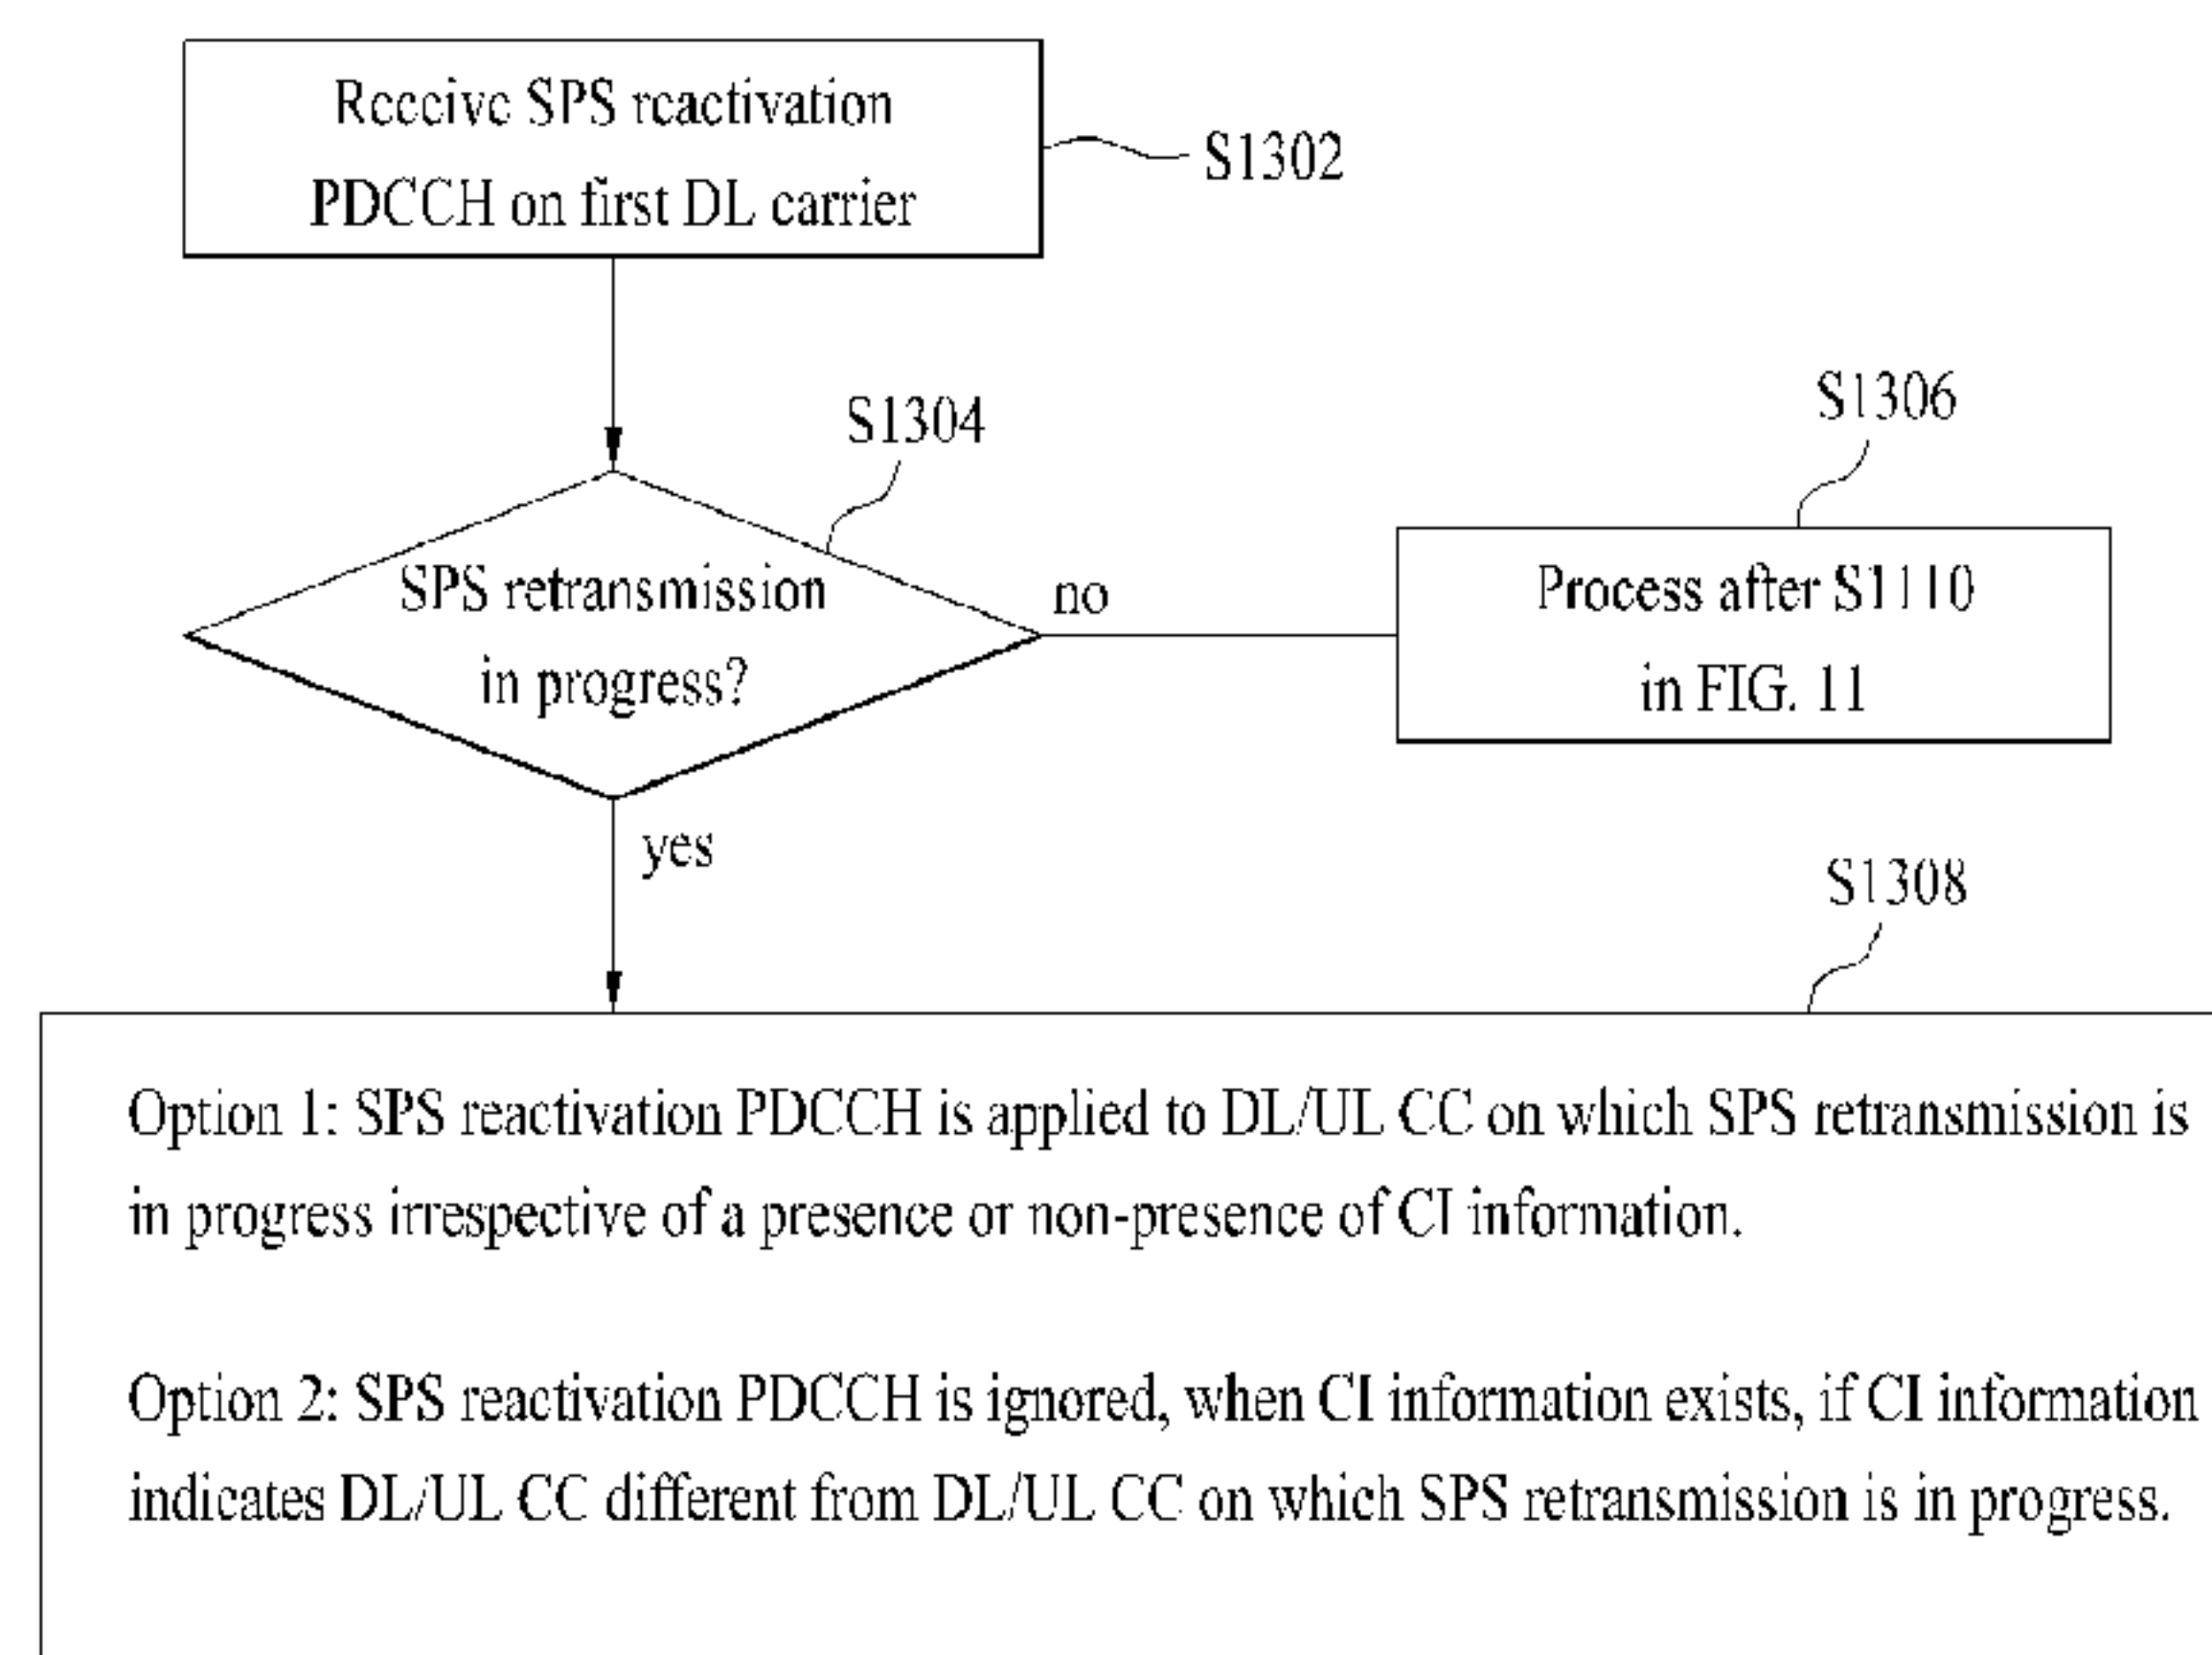 Receive SPS reactivation
PDCCH on first DL carrier
S1302
S1304
SPS retransmission
in progress?
no
S1306
Process after S1110
in FIG. 11
yes
S1308
Option 1: SPS reactivation PDCCH is applied to DL/UL CC on which SPS retransmission is
in progress irrespective of a presence or non-presence of CI information.
Option 2: SPS reactivation PDCCH is ignored, when CI information exists, if CI information
indicates DL/UL CC different from DL/UL CC on which SPS retransmission is in progress.